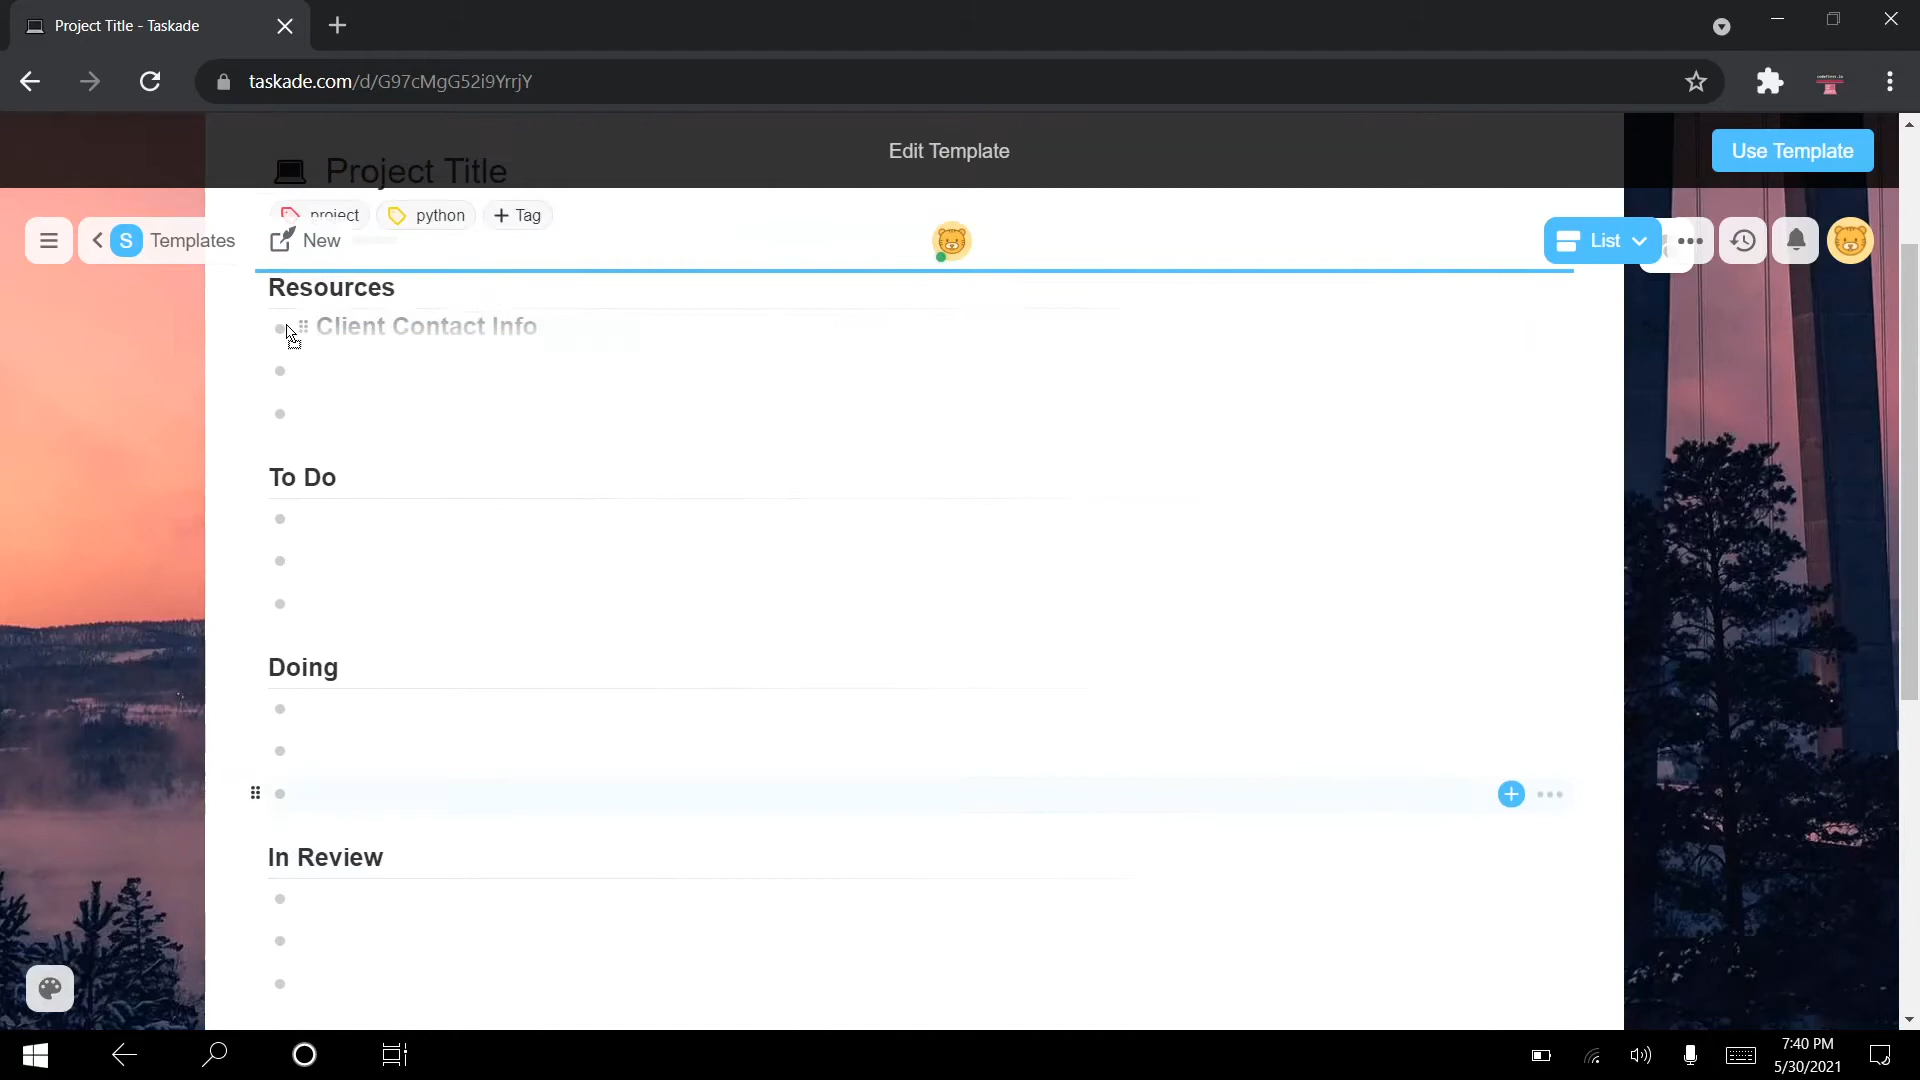 Project Title - Taskade
taskade.com/d/G97cMgG52i9YrrjY
Edit Template
Use Template
Project Title
project
python
+ Tag
S
Templates
New
List
Resources
Client Contact Info
To Do
Doing
In Review
7:40 PM
5/30/2021